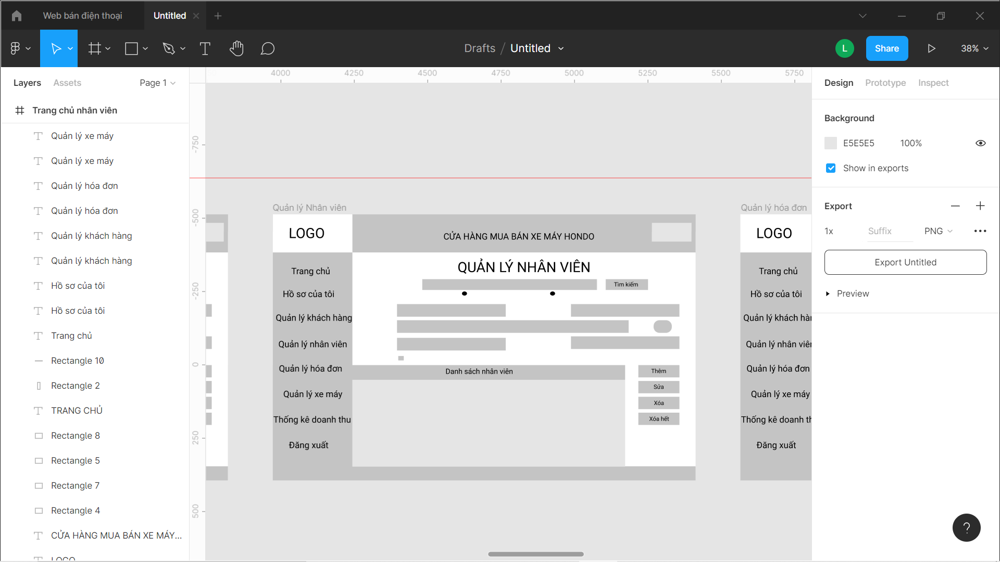 Web bán điện thoại
Untitled
Drafts / Untitled
L
Share
38%
Layers
Assets
Page 1
Trang chủ nhân viên
Quản lý xe máy
Quản lý xe máy
Quản lý hóa đơn
Quản lý hóa đơn
Quản lý khách hàng
Quản lý khách hàng
Hồ sơ của tôi
Hồ sơ của tôi
Trang chủ
Rectangle 10
Rectangle 2
TRANG CHỦ
Rectangle 8
Rectangle 5
Rectangle 7
Rectangle 4
CỬA HÀNG MUA BÁN XE MÁY...
LOGO
4000 4250 4500 4750 5000 5250 5500 5750
-750
-500
-250
0
250
500
Quản lý Nhân viên
LOGO
CỬA HÀNG MUA BÁN XE MÁY HONDO
QUẢN LÝ NHÂN VIÊN
Tìm kiếm
Trang chủ
Hồ sơ của tôi
Quản lý khách hàng
Quản lý nhân viên
Quản lý hóa đơn
Quản lý xe máy
Thống kê doanh thu
Đăng xuất
Danh sách nhân viên
Thêm
Sửa
Xóa
Xóa hết
Quản lý hóa đơn
LOGO
Trang chủ
Hồ sơ của tôi
Quản lý khách hàn
Quản lý nhân viên
Quản lý hóa đơn
Quản lý xe máy
Thống kê doanh th
Đăng xuất
Design
Prototype
Inspect
Background
E5E5E5
100%
Show in exports
Export
1x
Suffix
PNG
Export Untitled
Preview
?